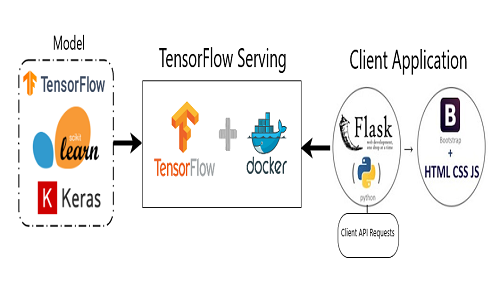 Model
TensorFlow
scikit
learn
K Keras
TensorFlow Serving
TensorFlow
+
docker
Client Application
Flask
web development,
one drop at a time
python
Client API Requests
B
Bootstrap
+
HTML CSS JS